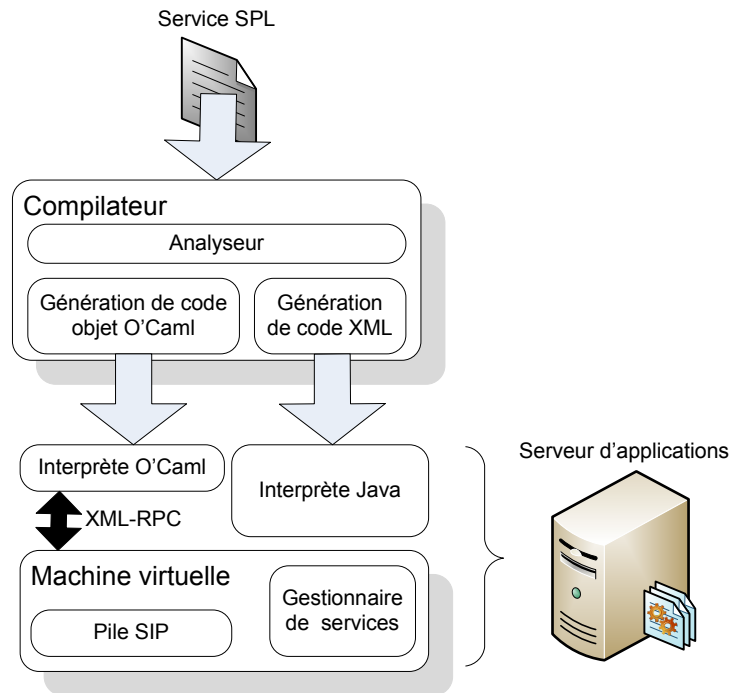 Service SPL
Compilateur
Analyseur
Génération de code
objet O'Caml
Génération
de code XML
Interprète O'Caml
Interprète Java
Serveur d'applications
XML-RPC
Machine virtuelle
Pile SIP
Gestionnaire
de services